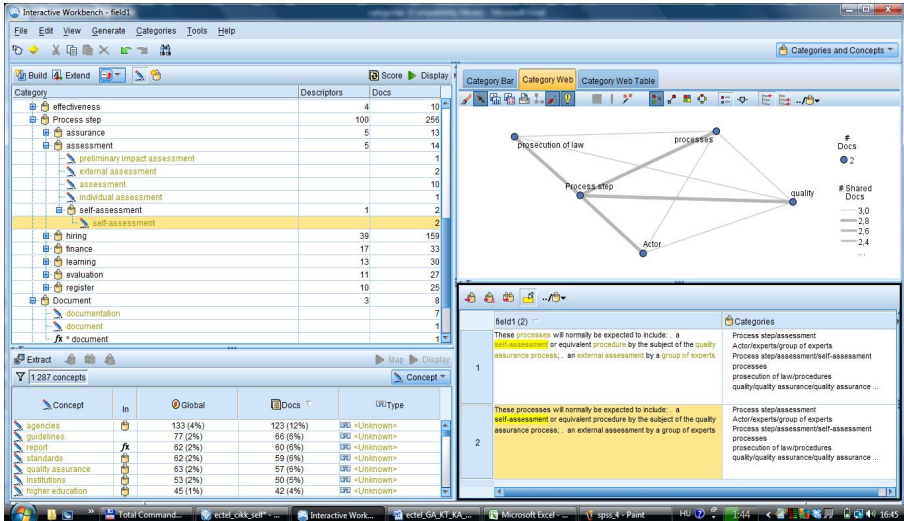 Interactive Workbench - field1
File Edit View Generate Categories Tools Help
Categories and Concepts
Build Extend Score Display
Category Descriptors Docs
effectiveness 4 10
Process step 100 256
assurance 5 13
assessment 5 14
preliminary impact assessment 1
external assessment 2
assessment 10
individual assessment 1
self-assessment 1 2
self-assessment 2
hiring 39 159
finance 17 33
learning 13 30
evaluation 11 27
register 10 25
Document 3 8
documentation 7
document 1
fx * document 1
Extract Map Display
1 287 concepts Concept
Concept In Global Docs Type
agencies 133 (4%) 123 (12%) <Unknown>
guidelines 77 (2%) 66 (6%) <Unknown>
report fx 62 (2%) 60 (6%) <Unknown>
standards 62 (2%) 59 (6%) <Unknown>
quality assurance 63 (2%) 57 (6%) <Unknown>
institutions 53 (2%) 50 (5%) <Unknown>
higher education 45 (1%) 42 (4%) <Unknown>
Category Bar Category Web Category Web Table
prosecution of law
processes
Process step
quality
Actor
#
Docs
2
# Shared
Docs
3,0
2,8
2,6
2,4
...
field1 (2) Categories
1
These processes will normally be expected to include: . a
self-assessment or equivalent procedure by the subject of the quality
assurance process; . an external assessment by a group of experts
Process step/assessment
Actor/experts/group of experts
Process step/assessment/self-assessment
processes
prosecution of law/procedures
quality/quality assurance/quality assurance ...
2
These processes will normally be expected to include: . a
self-assessment or equivalent procedure by the subject of the quality
assurance process; . an external assessment by a group of experts
Process step/assessment
Actor/experts/group of experts
Process step/assessment/self-assessment
processes
prosecution of law/procedures
quality/quality assurance/quality assurance ...
Total Command... ectel_cikk_self* -... Interactive Work... ectel_GA_KT_KA_... Microsoft Excel - ... spss_4 - Paint HU 1:44 16:45